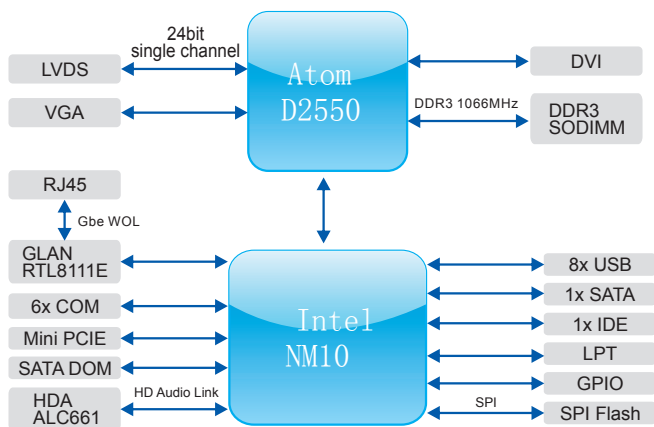 24bit
single channel
LVDS
VGA
Atom
D2550
DVI
DDR3 1066MHz
DDR3
SODIMM
RJ45
Gbe WOL
GLAN
RTL8111E
6x COM
Mini PCIE
SATA DOM
HDA
ALC661
HD Audio Link
Intel
NM10
8x USB
1x SATA
1x IDE
LPT
GPIO
SPI
SPI Flash